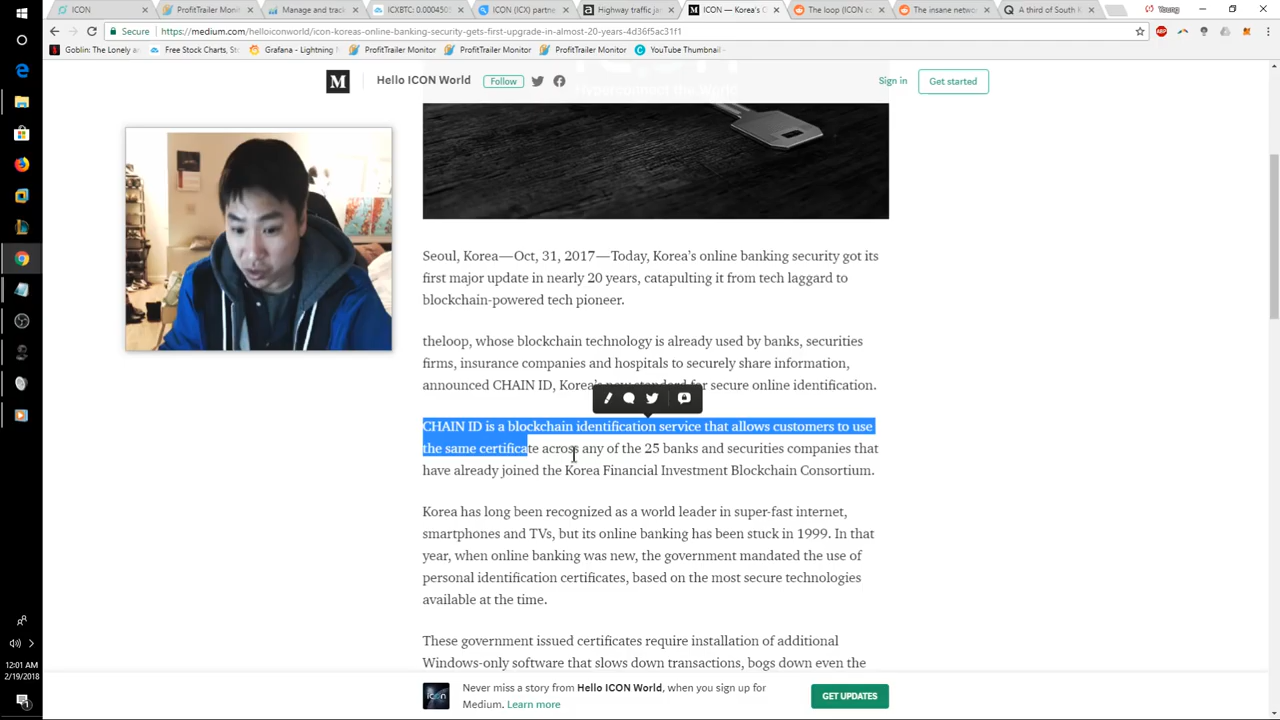 ICON
ProfitTrailer Monitor
Manage and track
ICXBTC: 0.000450
ICON (ICX) partne
Highway traffic jam
ICON — Korea's O
The loop (ICON co
The insane netwo
A third of South K
Young
Secure
https://medium.com/helloiconworld/icon-koreas-online-banking-security-gets-first-upgrade-in-almost-20-years-4d36f5ac31f1
Goblin: The Lonely a
Free Stock Charts, St
Grafana - Lightning
ProfitTrailer Monitor
ProfitTrailer Monitor
ProfitTrailer Monitor
YouTube Thumbnail
M
Hello ICON World
Follow
Sign in
Get started
Hyperconnect the world
Seoul, Korea — Oct, 31, 2017 — Today, Korea's online banking security got its
first major update in nearly 20 years, catapulting it from tech laggard to
blockchain-powered tech pioneer.
theloop, whose blockchain technology is already used by banks, securities
firms, insurance companies and hospitals to securely share information,
announced CHAIN ID, Korea's new standard for secure online identification.
CHAIN ID is a blockchain identification service that allows customers to use
the same certificate across any of the 25 banks and securities companies that
have already joined the Korea Financial Investment Blockchain Consortium.
Korea has long been recognized as a world leader in super-fast internet,
smartphones and TVs, but its online banking has been stuck in 1999. In that
year, when online banking was new, the government mandated the use of
personal identification certificates, based on the most secure technologies
available at the time.
These government issued certificates require installation of additional
Windows-only software that slows down transactions, bogs down even the
icon
Never miss a story from Hello ICON World, when you sign up for
Medium. Learn more
GET UPDATES
12:01 AM
2/19/2018